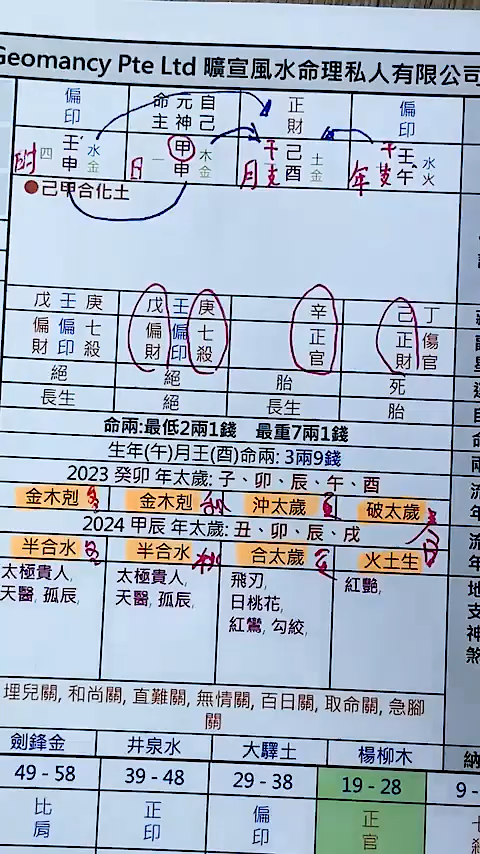 Geomancy Pte Ltd 曠宣風水命理私人有限公司
偏印 命主 元神 自己 正財 偏印
時 四 壬申 水金 日 一 甲申 木金 月 干支 己酉 土金 年 干支 壬午 水火
●己甲合化土
戊 壬 庚 戊 壬 庚 辛 己 丁
偏財 偏印 七殺 偏財 偏印 七殺 正官 正財 傷官
絕 絕 胎 死
長生 絕 長生 胎
命兩:最低2兩1錢 最重7兩1錢
生年(午)月王(酉)命兩: 3兩9錢
2023 癸卯 年太歲: 子、卯、辰、午、酉
金木剋 金木剋 沖太歲 破太歲
2024 甲辰 年太歲: 丑、卯、辰、戌
半合水 半合水 合太歲 火土生
太極貴人, 太極貴人, 飛刃, 紅艷,
天醫, 孤辰, 天醫, 孤辰, 日桃花,
紅鸞, 勾絞,
地支神煞
埋兒關, 和尚關, 直難關, 無情關, 百日關, 取命關, 急腳
關
劍鋒金 井泉水 大驛土 楊柳木 納
49 - 58 39 - 48 29 - 38 19 - 28 9 -
比肩 正印 偏印 正官 七殺